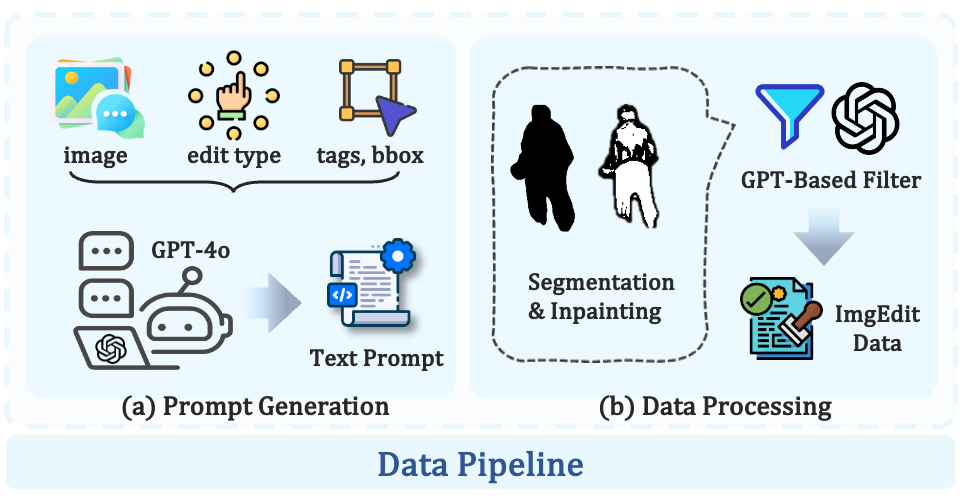 image
edit type
tags, bbox
GPT-4o
Text Prompt
(a) Prompt Generation
Segmentation
& Inpainting
GPT-Based Filter
ImgEdit
Data
(b) Data Processing
Data Pipeline